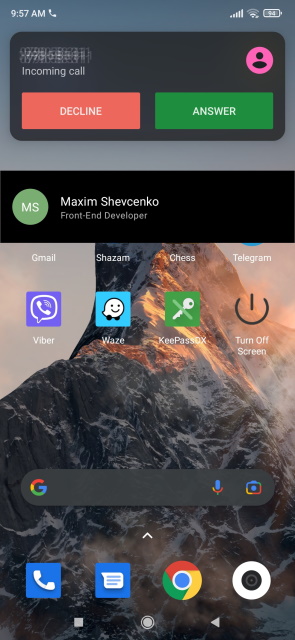 9:57 AM
94
Incoming call
DECLINE
ANSWER
MS
Maxim Shevcenko
Front-End Developer
Gmail
Shazam
Chess
Telegram
Viber
Waze
KeePassDX
Turn Off
Screen